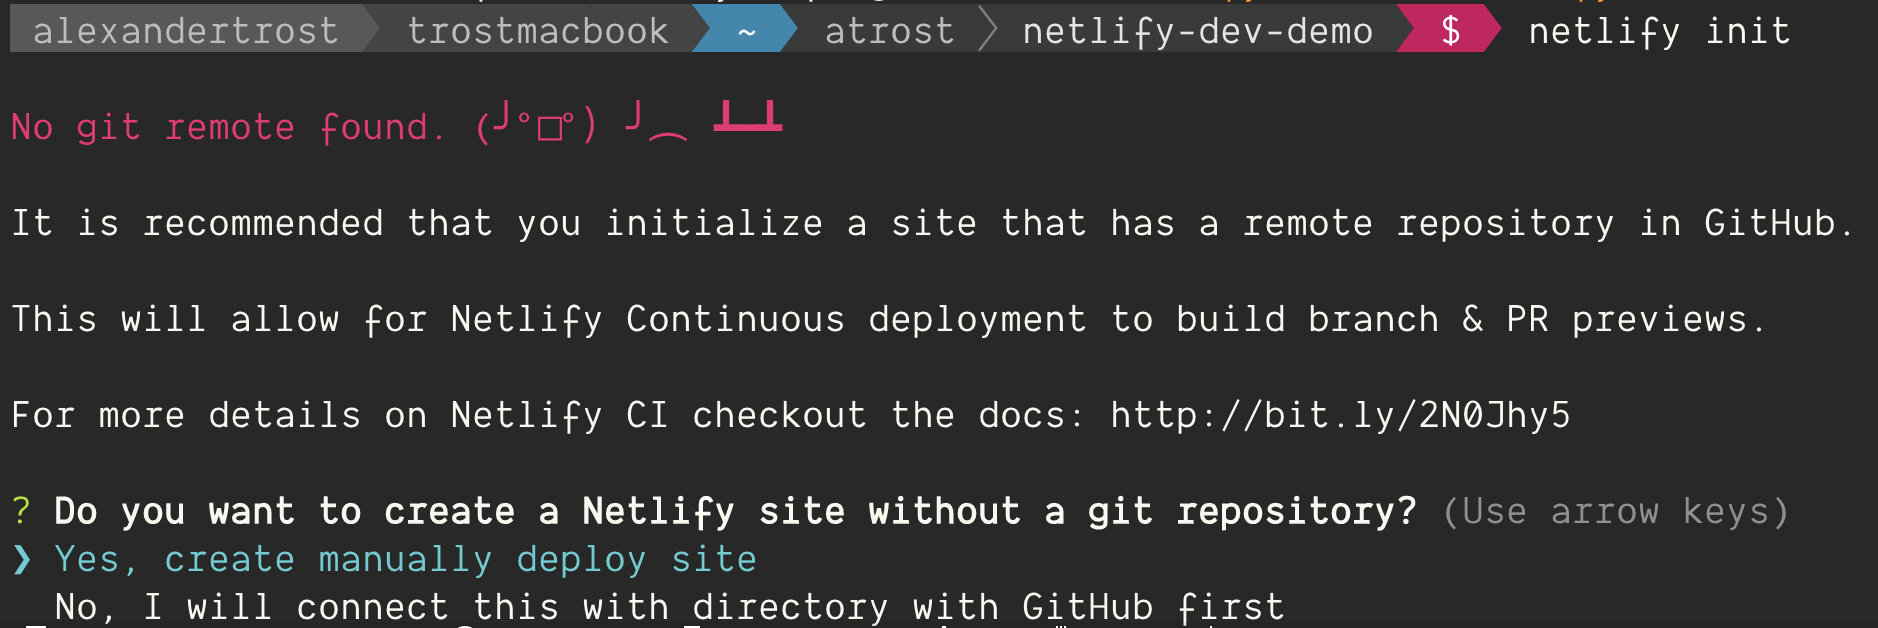 alexandertrost trostmacbook ~ atrost netlify-dev-demo $ netlify init
No git remote found. (╯°□°) ╯︵ ┻━┻
It is recommended that you initialize a site that has a remote repository in GitHub.
This will allow for Netlify Continuous deployment to build branch & PR previews.
For more details on Netlify CI checkout the docs: http://bit.ly/2N0Jhy5
? Do you want to create a Netlify site without a git repository? (Use arrow keys)
❯ Yes, create manually deploy site
No, I will connect this with directory with GitHub first